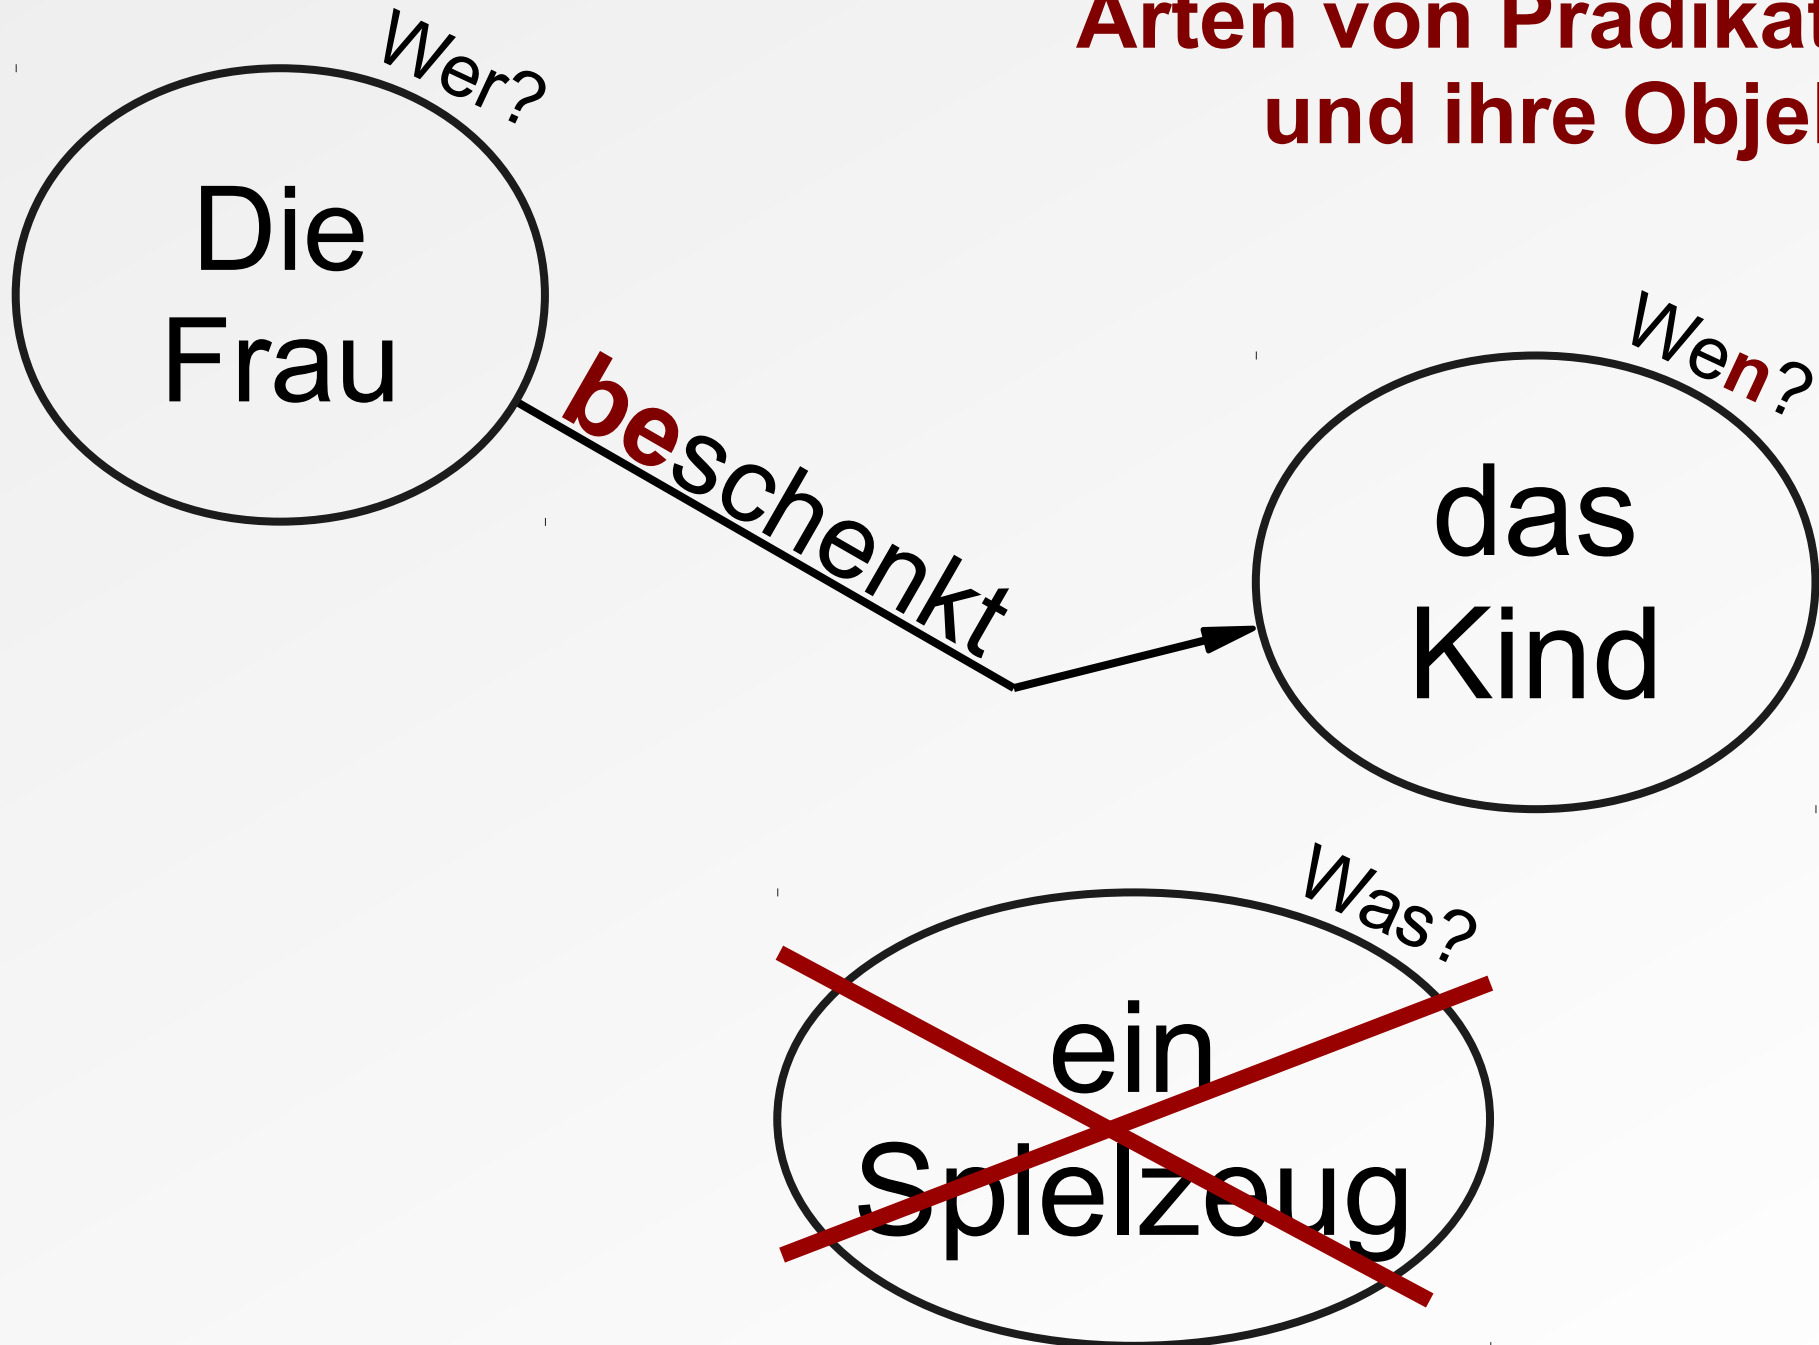 Arten von Prädikat
und ihre Objek
Wer?
Die
Frau
beschenkt
Wen?
das
Kind
Was?
ein
Spielzeug